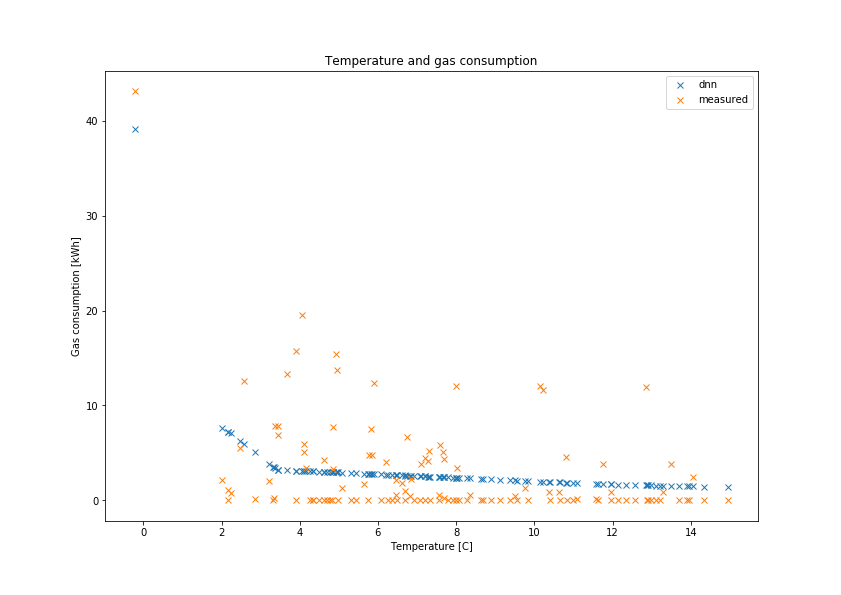 Temperature and gas consumption
dnn
measured
Gas consumption [kWh]
40
30
20
10
0
0 2 4 6 8 10 12 14
Temperature [C]